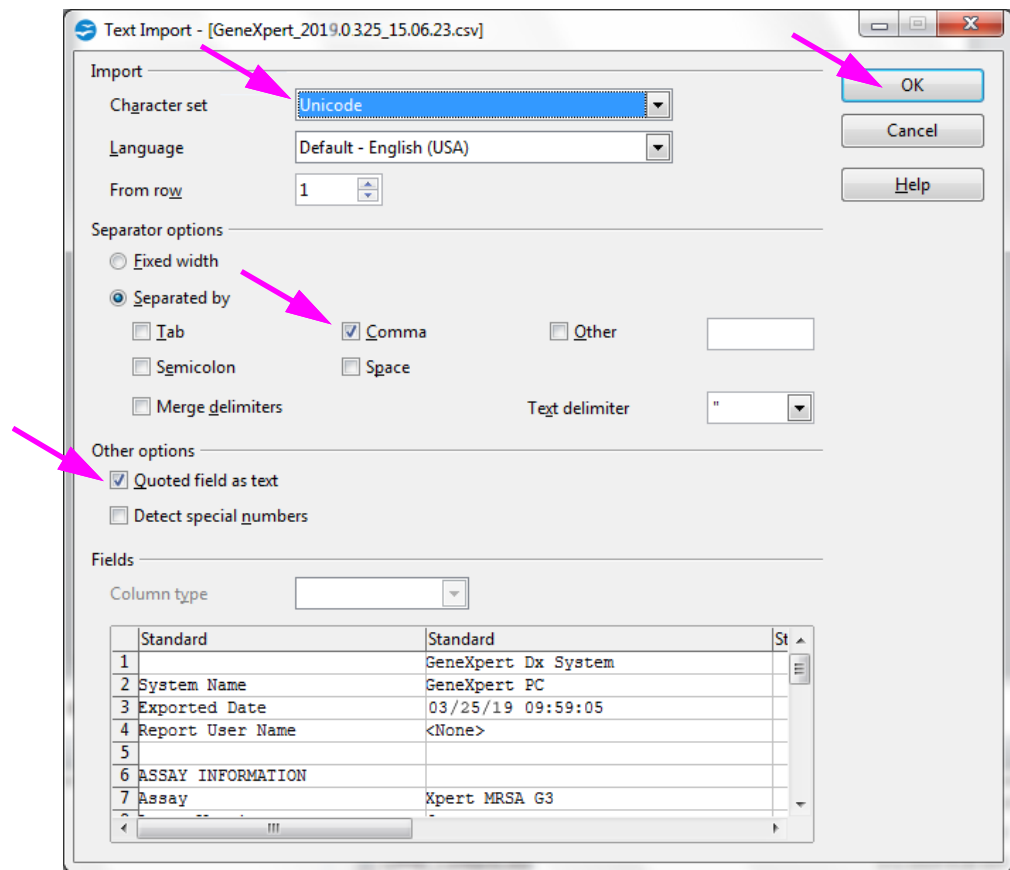 Text Import - [GeneXpert_2019.0325_15.06.23.csv]
Import
OK
Character set Unicode
Cancel
Language Default - English (USA)
Help
From row 1
Separator options
Fixed width
Separated by
Tab Comma Other
Semicolon Space
Merge delimiters Text delimiter "
Other options
Quoted field as text
Detect special numbers
Fields
Column type
Standard Standard St
1 GeneXpert Dx System
2 System Name GeneXpert PC
3 Exported Date 03/25/19 09:59:05
4 Report User Name <None>
5
6 ASSAY INFORMATION
7 Assay Xpert MRSA G3